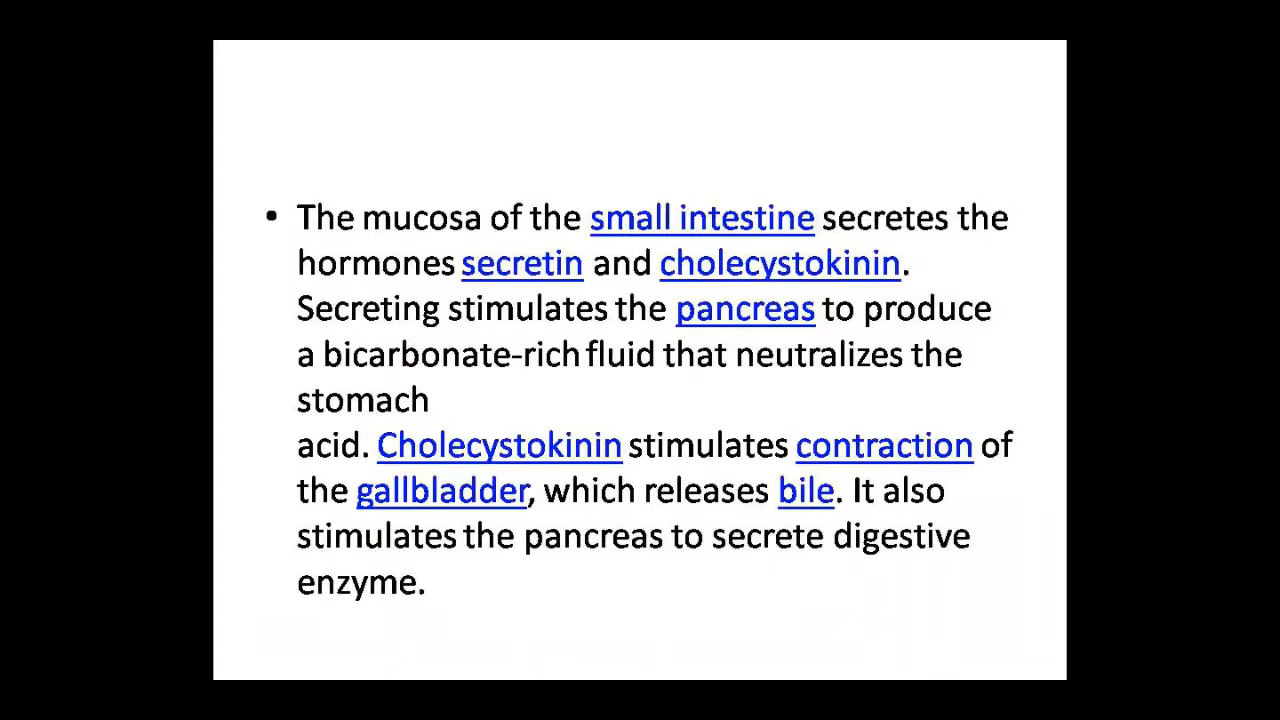 • The mucosa of the small intestine secretes the
hormones secretin and cholecystokinin.
Secreting stimulates the pancreas to produce
a bicarbonate-rich fluid that neutralizes the
stomach
acid. Cholecystokinin stimulates contraction of
the gallbladder, which releases bile. It also
stimulates the pancreas to secrete digestive
enzyme.